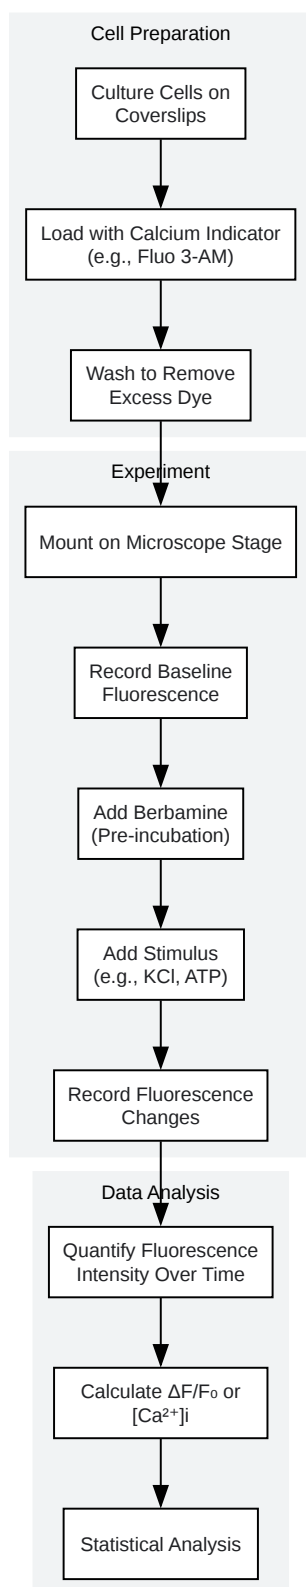 Cell Preparation
Culture Cells on
Coverslips
Load with Calcium Indicator
(e.g., Fluo 3-AM)
Wash to Remove
Excess Dye
Experiment
Mount on Microscope Stage
Record Baseline
Fluorescence
Add Berbamine
(Pre-incubation)
Add Stimulus
(e.g., KCl, ATP)
Record Fluorescence
Changes
Data Analysis
Quantify Fluorescence
Intensity Over Time
Calculate ΔF/F₀ or
[Ca²⁺]i
Statistical Analysis